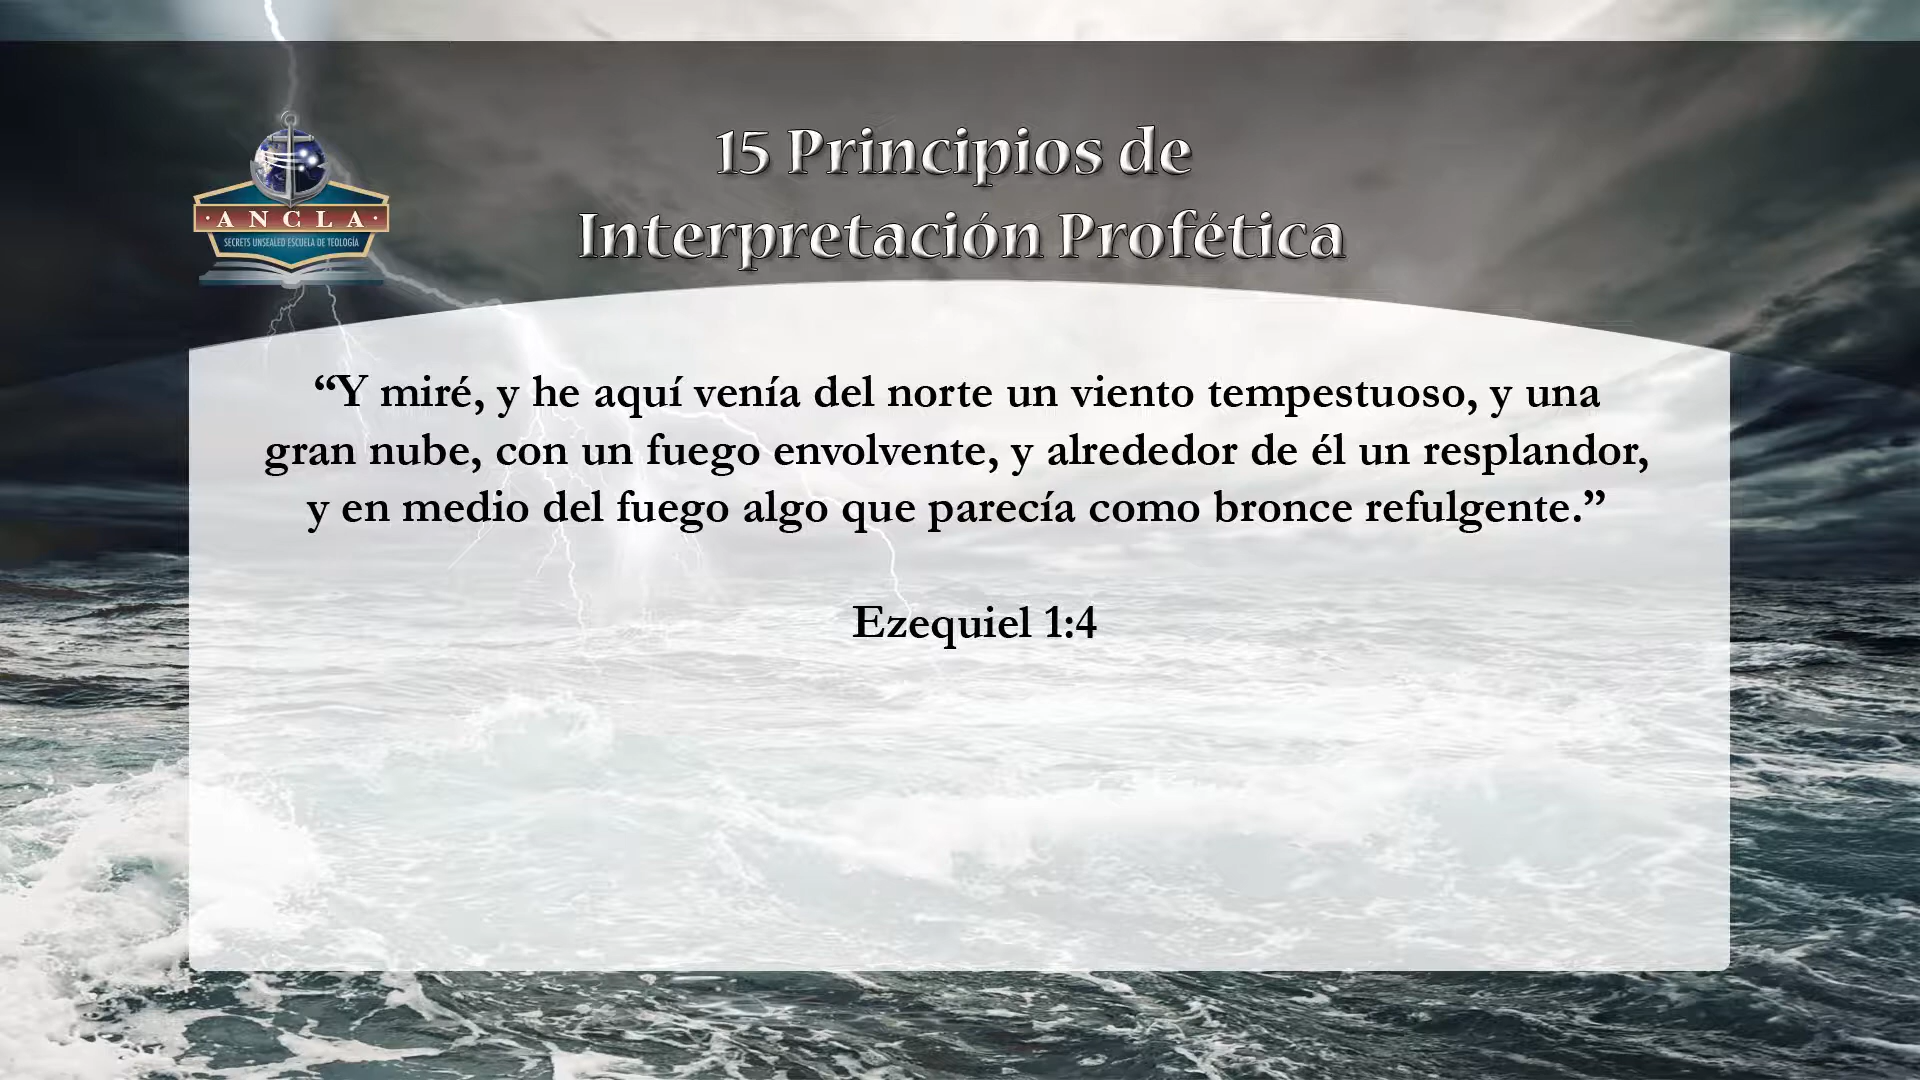 15 Principios de
Interpretación Profética
· A N C L A ·
SECRETS UNSEALED ESCUELA DE TEOLOGÍA
“Y miré, y he aquí venía del norte un viento tempestuoso, y una
gran nube, con un fuego envolvente, y alrededor de él un resplandor,
y en medio del fuego algo que parecía como bronce refulgente.”
Ezequiel 1:4